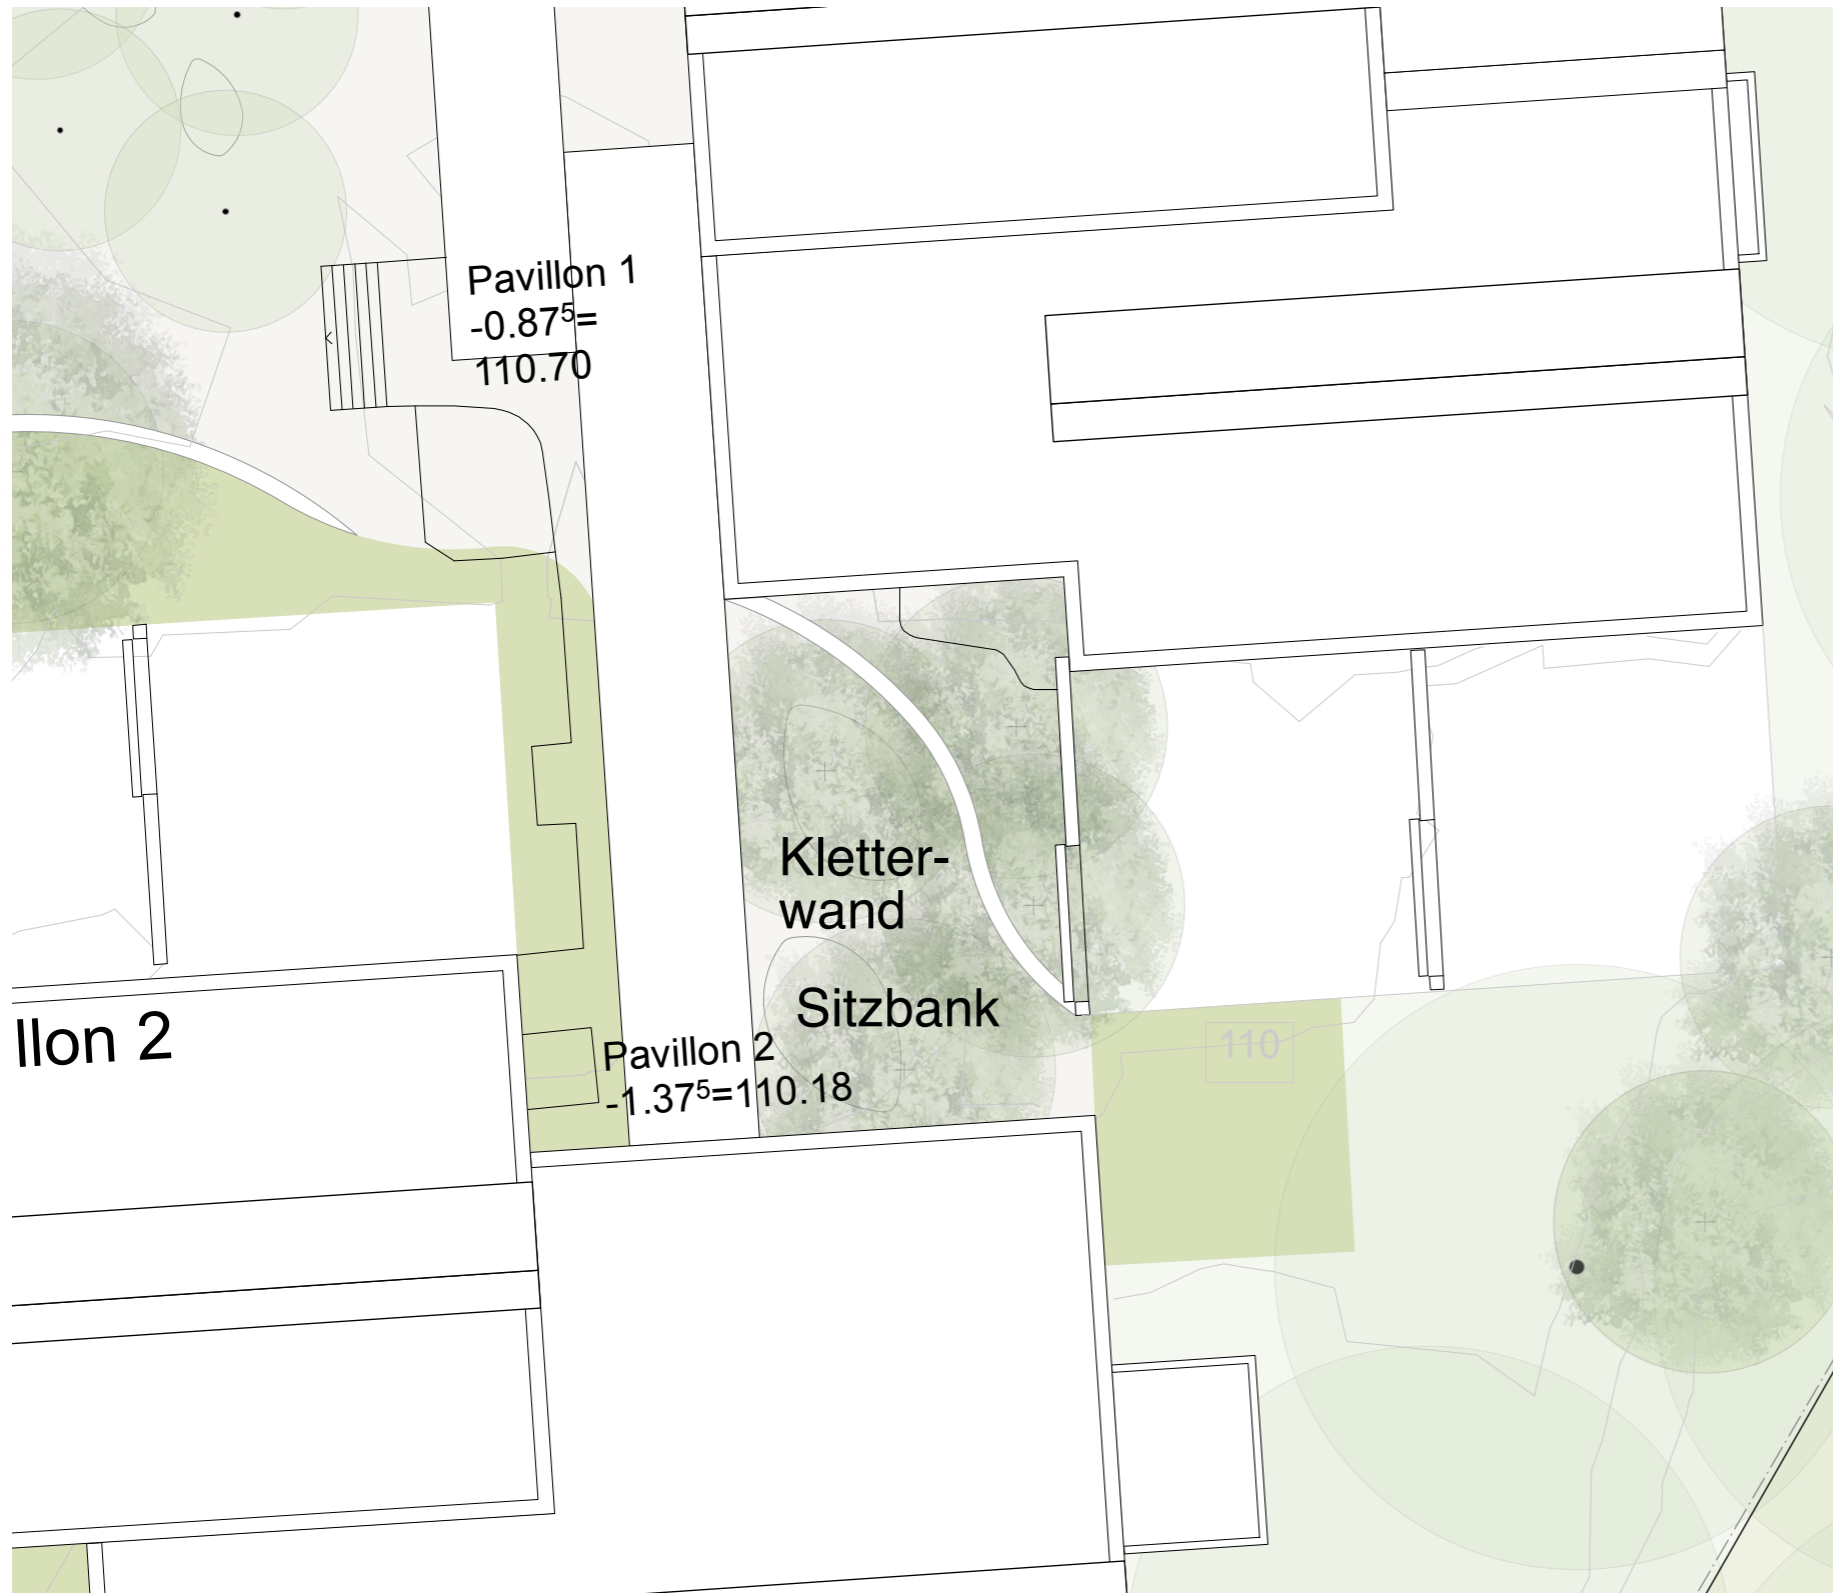 Pavillon 1
-0.87⁵=
110.70
Kletter-
wand
Sitzbank
llon 2
Pavillon 2
-1.37⁵=110.18
110